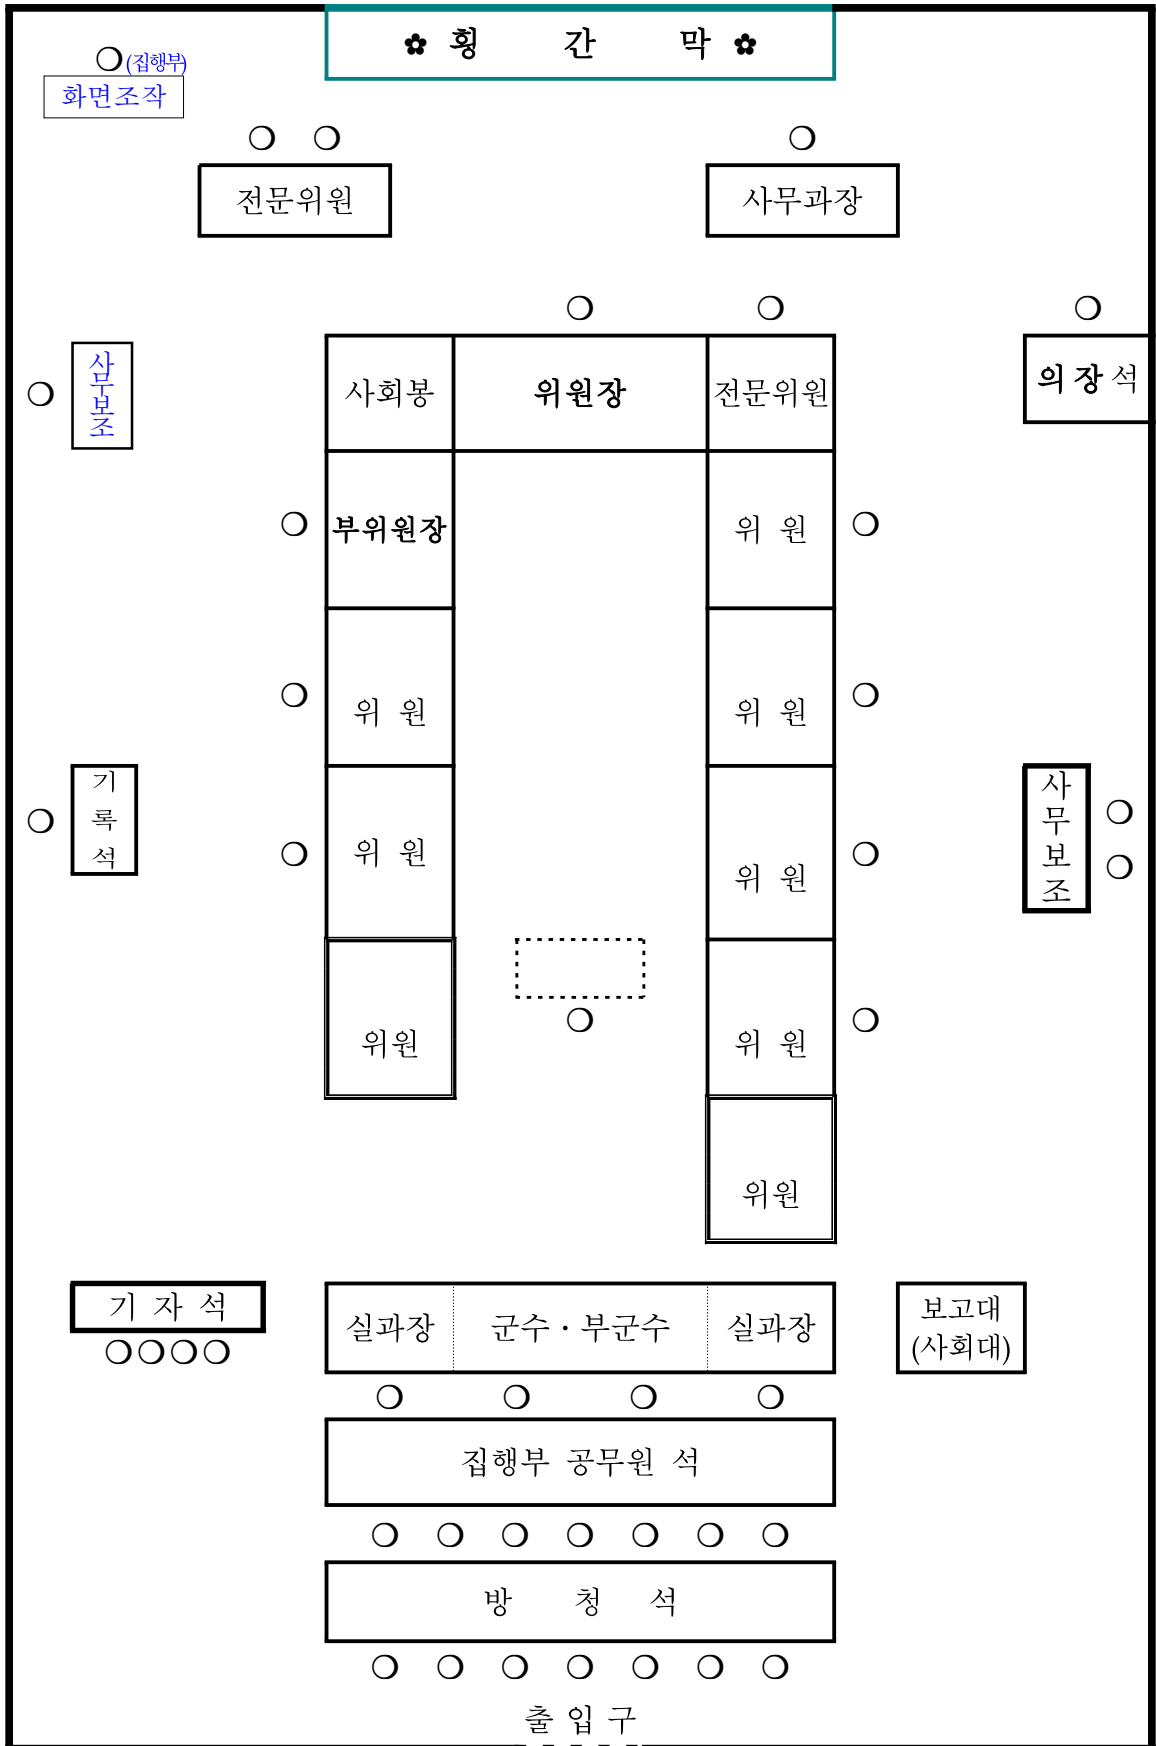 ✿ 횡 간 막 ✿
❍(집행부)
화면조작
❍ ❍ ❍
전문위원 사무과장
❍ ❍ ❍
사회봉 위원장 전문위원 의 장 석
❍ 사무보조
❍ 부위원장 위 원 ❍
❍ 위 원 위 원 ❍
❍ 기록석
❍ 위 원 위 원 ❍
사무보조 ❍ ❍
❍ ❍
위원 위 원
위원
기 자 석
❍❍❍❍
실과장 군수 · 부군수 실과장
보고대
(사회대)
❍ ❍ ❍ ❍
집행부 공무원 석
❍ ❍ ❍ ❍ ❍ ❍ ❍
방 청 석
❍ ❍ ❍ ❍ ❍ ❍ ❍
출 입 구